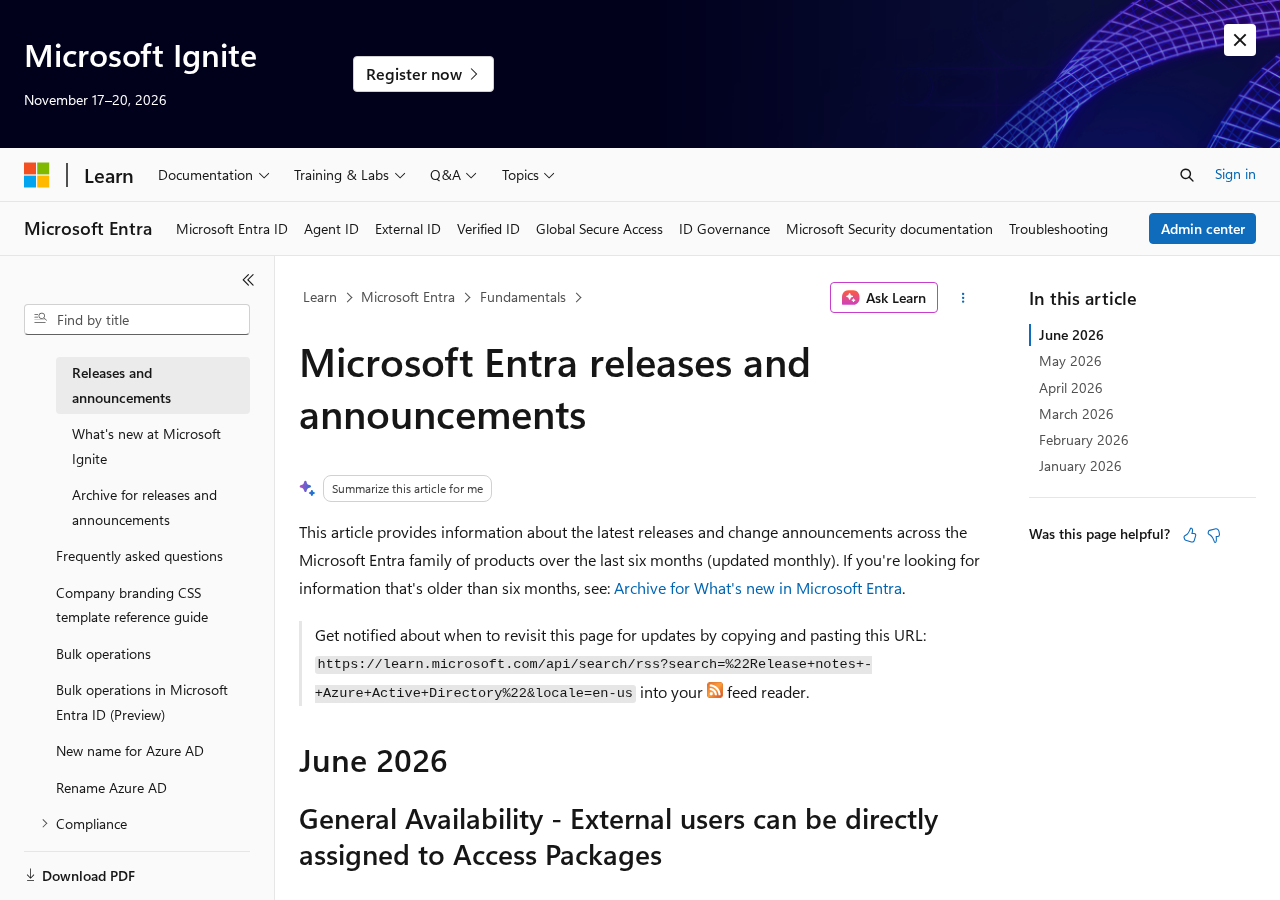 Microsoft Ignite
November 17–20, 2026
Register now
Learn
Documentation
Training & Labs
Q&A
Topics
Sign in
Microsoft Entra
Microsoft Entra ID
Agent ID
External ID
Verified ID
Global Secure Access
ID Governance
Microsoft Security documentation
Troubleshooting
Admin center
Find by title
Releases and
announcements
What's new at Microsoft
Ignite
Archive for releases and
announcements
Frequently asked questions
Company branding CSS
template reference guide
Bulk operations
Bulk operations in Microsoft
Entra ID (Preview)
New name for Azure AD
Rename Azure AD
Compliance
Download PDF
Learn
Microsoft Entra
Fundamentals
Ask Learn
Microsoft Entra releases and
announcements
Summarize this article for me
This article provides information about the latest releases and change announcements across the
Microsoft Entra family of products over the last six months (updated monthly). If you're looking for
information that's older than six months, see: Archive for What's new in Microsoft Entra.
Get notified about when to revisit this page for updates by copying and pasting this URL:
https://learn.microsoft.com/api/search/rss?search=%22Release+notes+-
+Azure+Active+Directory%22&locale=en-us into your feed reader.
June 2026
General Availability - External users can be directly
assigned to Access Packages
In this article
June 2026
May 2026
April 2026
March 2026
February 2026
January 2026
Was this page helpful?